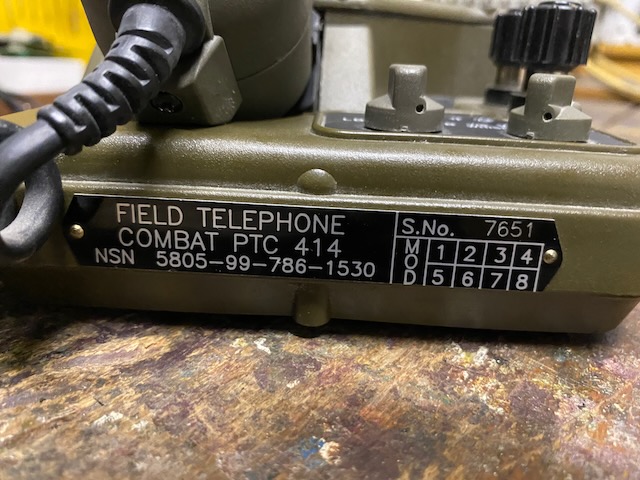 FIELD TELEPHONE
COMBAT PTC 414
NSN 5805-99-786-1530
S.No. 7651
MOD
1 2 3 4
5 6 7 8